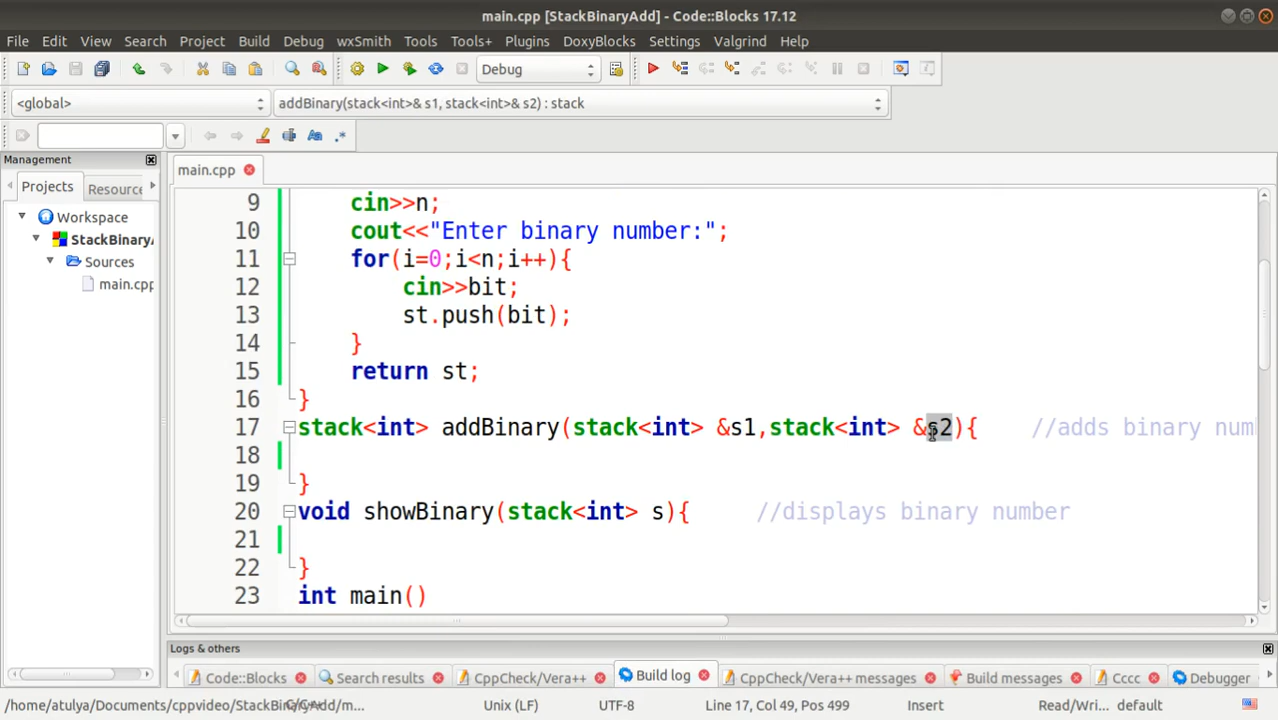 main.cpp [StackBinaryAdd] - Code::Blocks 17.12
File Edit View Search Project Build Debug wxSmith Tools Tools+ Plugins DoxyBlocks Settings Valgrind Help
Debug
<global> addBinary(stack<int>& s1, stack<int>& s2) : stack
Management
main.cpp
Projects Resource
Workspace
StackBinaryA
Sources
main.cpp
9 cin>>n;
10 cout<<"Enter binary number:";
11 for(i=0;i<n;i++){
12 cin>>bit;
13 st.push(bit);
14 }
15 return st;
16 }
17 stack<int> addBinary(stack<int> &s1,stack<int> &s2){ //adds binary num
18
19 }
20 void showBinary(stack<int> s){ //displays binary number
21
22 }
23 int main()
Logs & others
Code::Blocks Search results CppCheck/Vera++ Build log CppCheck/Vera++ messages Build messages Cccc Debugger
/home/atulya/Documents/cppvideo/StackBinaryAdd/m... Unix (LF) UTF-8 Line 17, Col 49, Pos 499 Insert Read/Wri... default